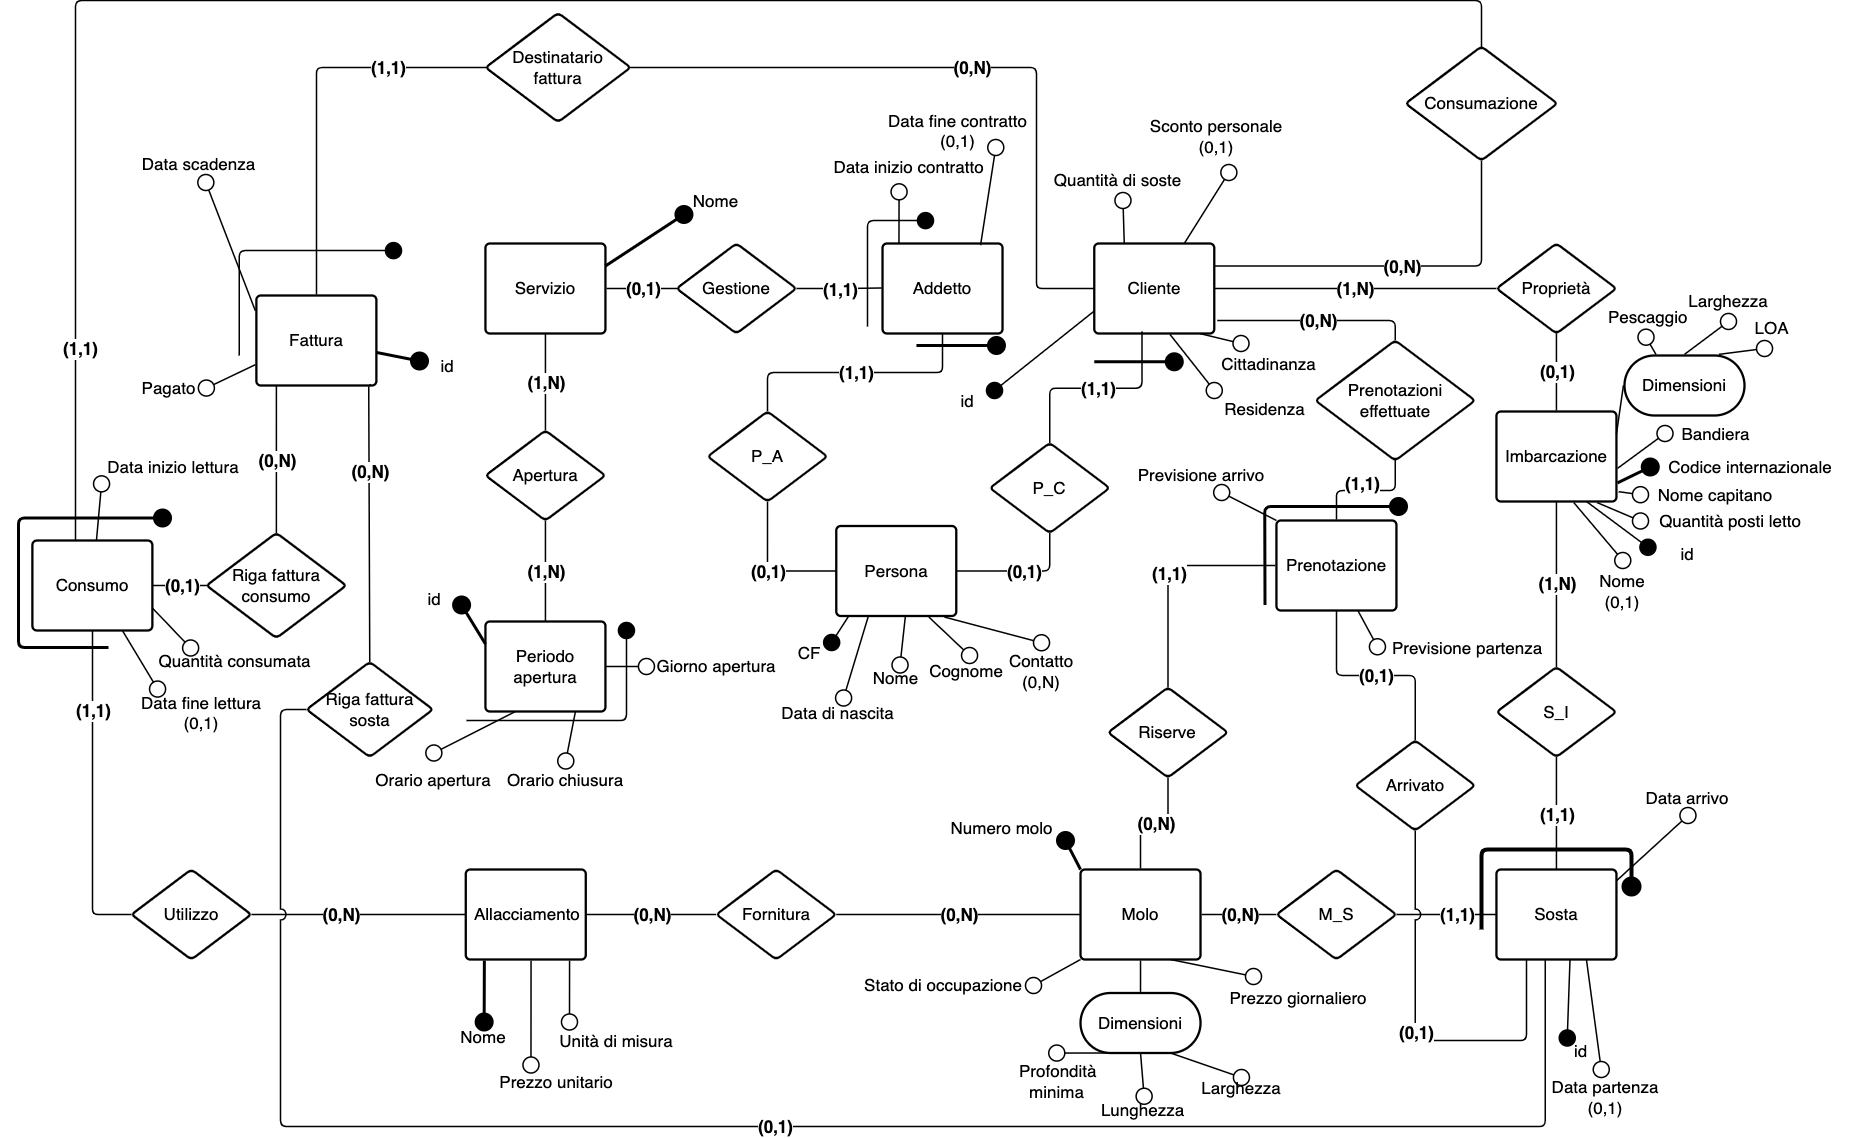 Destinatario
fattura
(1,1)
(0,N)
Consumazione
Data fine contratto
(0,1)
Sconto personale
(0,1)
Data scadenza
Data inizio contratto
Quantità di soste
Nome
Servizio
(0,1)
Gestione
(1,1)
Addetto
Cliente
(0,N)
(1,N)
Proprietà
Larghezza
Pescaggio
LOA
(0,N)
Fattura
(1,1)
id
Pagato
(1,N)
(1,1)
(1,1)
id
Cittadinanza
Residenza
Prenotazioni
effettuate
(0,1)
Dimensioni
Bandiera
Imbarcazione
Codice internazionale
Nome capitano
Quantità posti letto
id
Nome
(0,1)
Data inizio lettura
(0,N)
(0,N)
Apertura
P_A
P_C
Previsione arrivo
(1,1)
Consumo
(0,1)
Riga fattura
consumo
(1,N)
(0,1)
Persona
(0,1)
(1,1)
Prenotazione
(1,N)
id
Quantità consumata
Periodo
apertura
Giorno apertura
CF
Nome
Cognome
Contatto
(0,N)
Previsione partenza
Data fine lettura
(0,1)
(1,1)
Riga fattura
sosta
Data di nascita
(0,1)
S_I
Riserve
Orario apertura
Orario chiusura
Arrivato
Data arrivo
Numero molo
(0,N)
(1,1)
Utilizzo
(0,N)
Allacciamento
(0,N)
Fornitura
(0,N)
Molo
(0,N)
M_S
(1,1)
Sosta
Stato di occupazione
Prezzo giornaliero
Nome
Unità di misura
Dimensioni
(0,1)
id
Prezzo unitario
Profondità
minima
Larghezza
Lunghezza
Data partenza
(0,1)
(0,1)